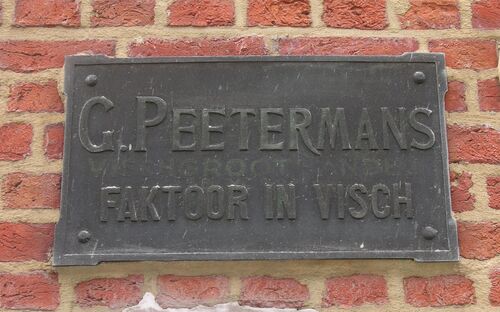 G. PEETERMANS
FAKTOOR IN VISCH